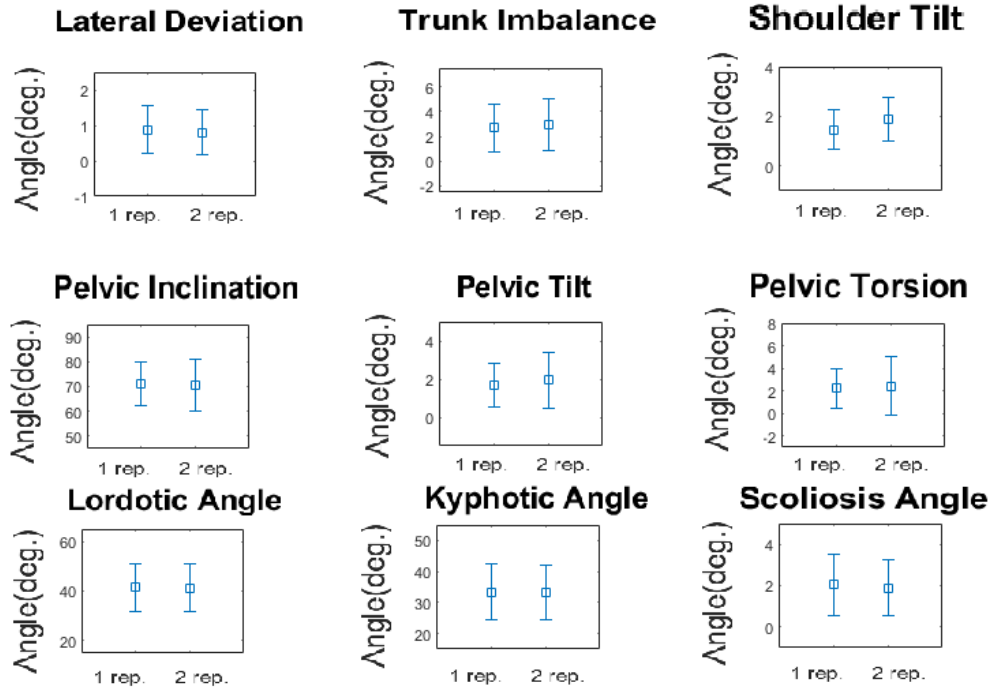 Lateral Deviation
Angle(deg.)
2
1
0
-1
1 rep. 2 rep.
Trunk Imbalance
Angle(deg.)
6
4
2
0
-2
1 rep. 2 rep.
Shoulder Tilt
Angle(deg.)
4
2
0
1 rep. 2 rep.
Pelvic Inclination
Angle(deg.)
90
80
70
60
50
1 rep. 2 rep.
Pelvic Tilt
Angle(deg.)
4
2
0
1 rep. 2 rep.
Pelvic Torsion
Angle(deg.)
8
6
4
2
0
-2
1 rep. 2 rep.
Lordotic Angle
Angle(deg.)
60
40
20
1 rep. 2 rep.
Kyphotic Angle
Angle(deg.)
50
40
30
20
1 rep. 2 rep.
Scoliosis Angle
Angle(deg.)
4
2
0
1 rep. 2 rep.